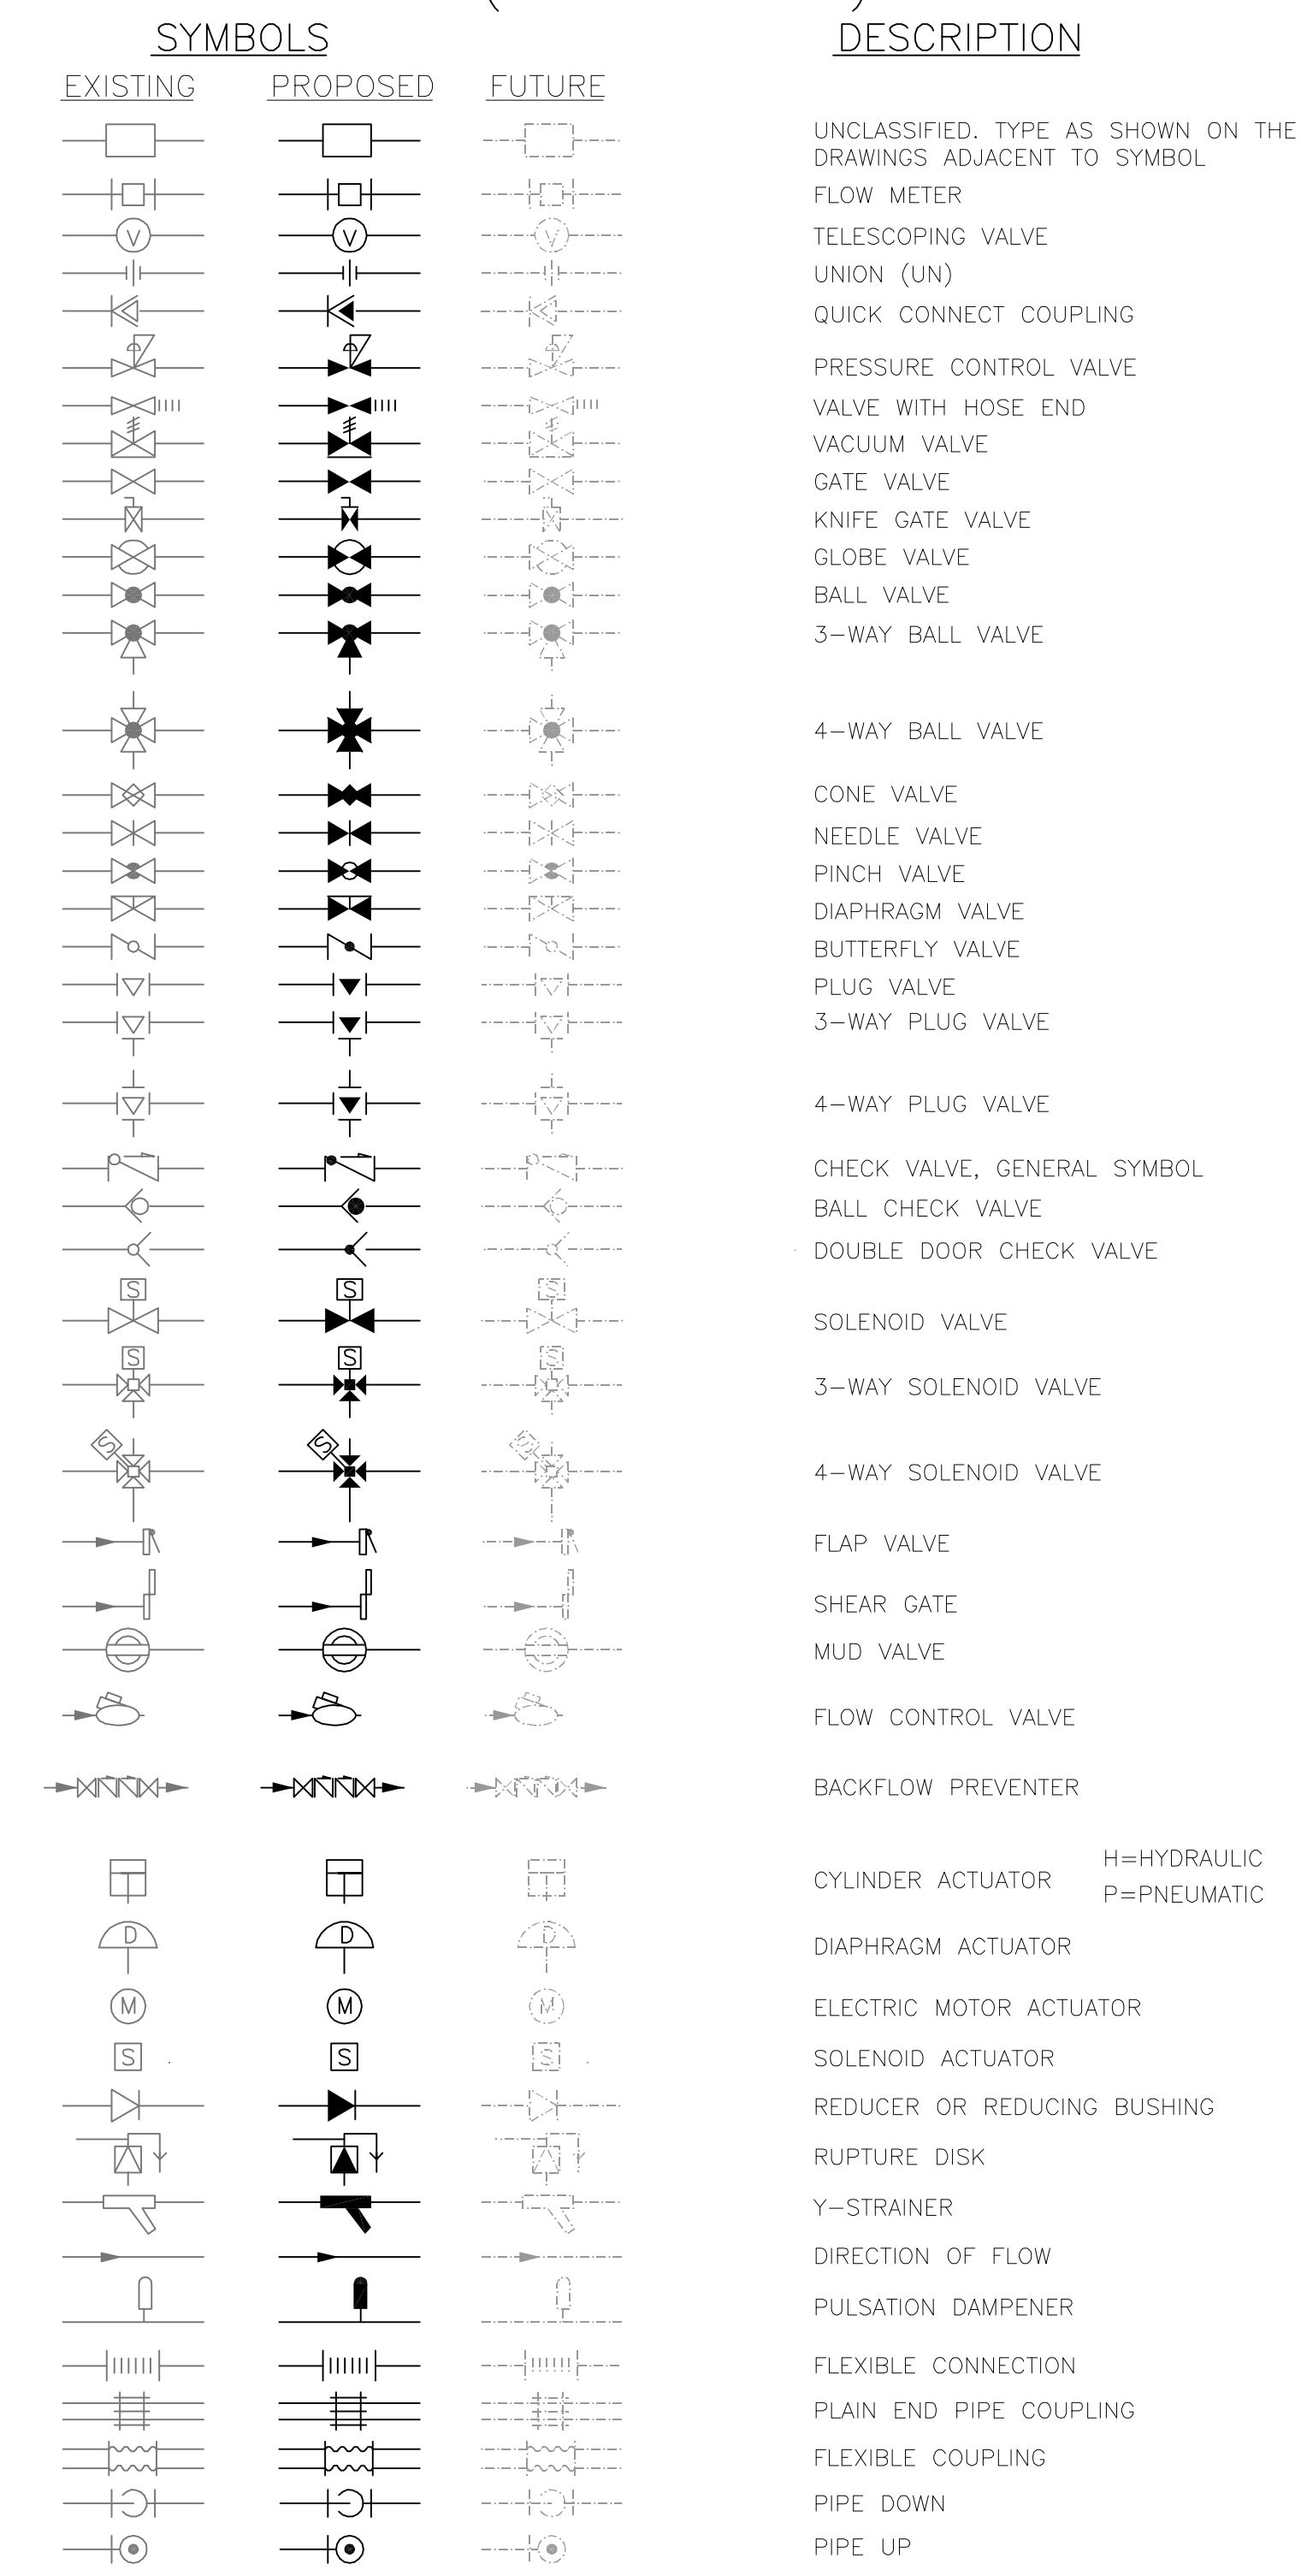 SYMBOLS DESCRIPTION
EXISTING PROPOSED FUTURE
UNCLASSIFIED. TYPE AS SHOWN ON THE
DRAWINGS ADJACENT TO SYMBOL
FLOW METER
V V V TELESCOPING VALVE
UNION (UN)
QUICK CONNECT COUPLING
PRESSURE CONTROL VALVE
VALVE WITH HOSE END
VACUUM VALVE
GATE VALVE
KNIFE GATE VALVE
GLOBE VALVE
BALL VALVE
3-WAY BALL VALVE
4-WAY BALL VALVE
CONE VALVE
NEEDLE VALVE
PINCH VALVE
DIAPHRAGM VALVE
BUTTERFLY VALVE
PLUG VALVE
3-WAY PLUG VALVE
4-WAY PLUG VALVE
CHECK VALVE, GENERAL SYMBOL
BALL CHECK VALVE
DOUBLE DOOR CHECK VALVE
S S S SOLENOID VALVE
S S S 3-WAY SOLENOID VALVE
S S S 4-WAY SOLENOID VALVE
FLAP VALVE
SHEAR GATE
MUD VALVE
FLOW CONTROL VALVE
BACKFLOW PREVENTER
CYLINDER ACTUATOR H=HYDRAULIC
P=PNEUMATIC
D D D DIAPHRAGM ACTUATOR
M M M ELECTRIC MOTOR ACTUATOR
S S S SOLENOID ACTUATOR
REDUCER OR REDUCING BUSHING
RUPTURE DISK
Y-STRAINER
DIRECTION OF FLOW
PULSATION DAMPENER
FLEXIBLE CONNECTION
PLAIN END PIPE COUPLING
FLEXIBLE COUPLING
PIPE DOWN
PIPE UP